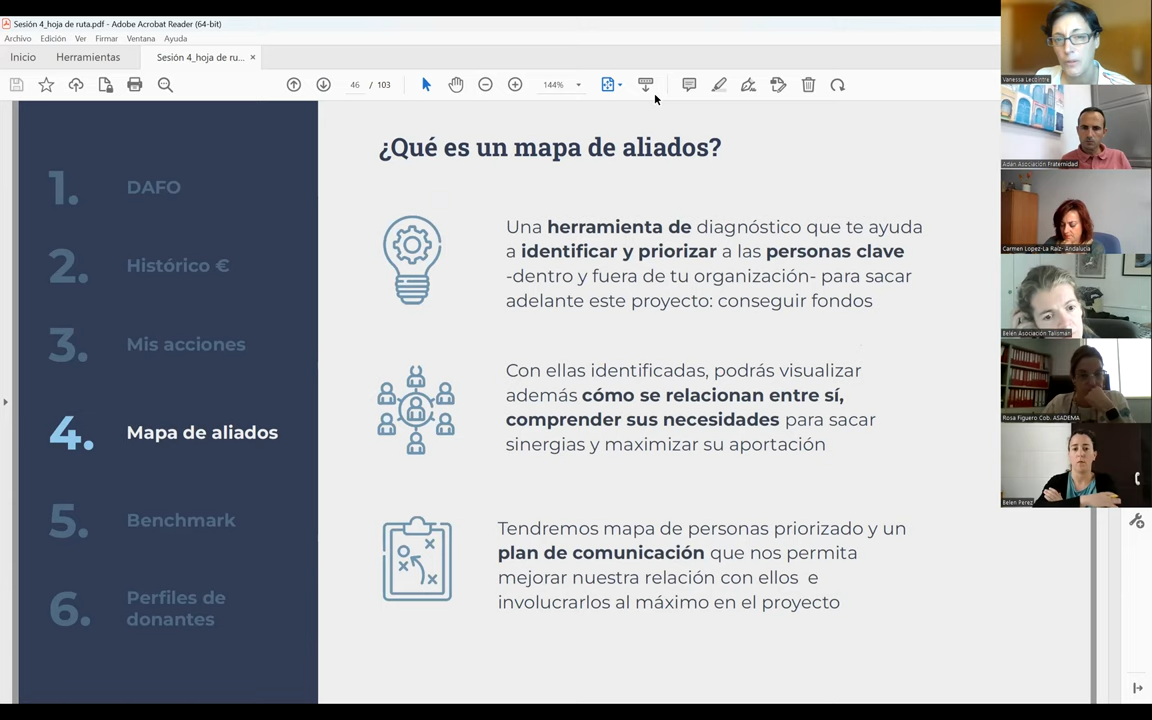 Sesión 4_hoja de ruta.pdf - Adobe Acrobat Reader (64-bit)
Archivo Edición Ver Firmar Ventana Ayuda
Inicio Herramientas Sesión 4_hoja de ru... ×
46 / 103 144%
1. DAFO
2. Histórico €
3. Mis acciones
4. Mapa de aliados
5. Benchmark
6. Perfiles de
donantes
¿Qué es un mapa de aliados?
Una herramienta de diagnóstico que te ayuda
a identificar y priorizar a las personas clave
-dentro y fuera de tu organización- para sacar
adelante este proyecto: conseguir fondos
Con ellas identificadas, podrás visualizar
además cómo se relacionan entre sí,
comprender sus necesidades para sacar
sinergias y maximizar su aportación
Tendremos mapa de personas priorizado y un
plan de comunicación que nos permita
mejorar nuestra relación con ellos e
involucrarlos al máximo en el proyecto
Vanessa Lecointre
Adan Asociación Fraternidad
Carmen Lopez-La Raíz- Andalucía
Belén Asociación Talismán
Rosa Figuero Cob. ASADEMA
Belen Perez